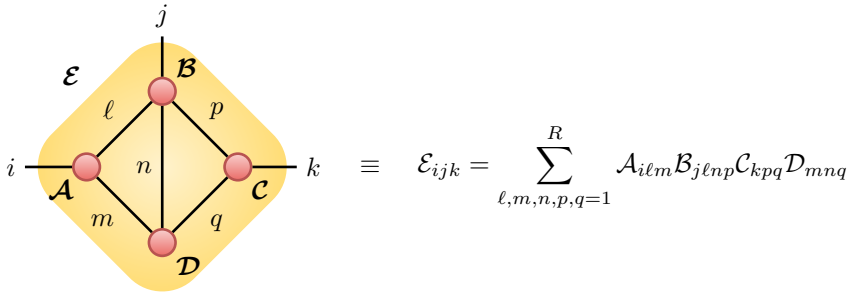 j
ℰ
ℬ
ℓ
p
i
n
k
𝒜
𝒞
m
q
𝒟
≡ ℰ_{ijk} = \sum_{ℓ,m,n,p,q=1}^{R} 𝒜_{iℓm}ℬ_{jℓnp}𝒞_{kpq}𝒟_{mnq}